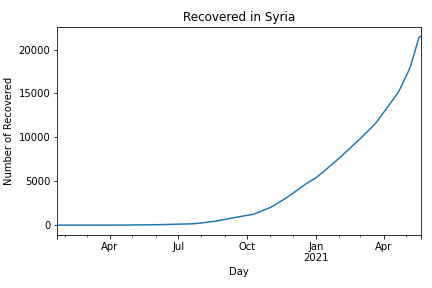 Recovered in Syria
Number of Recovered
20000
15000
10000
5000
0
Apr
Jul
Oct
Jan
2021
Apr
Day